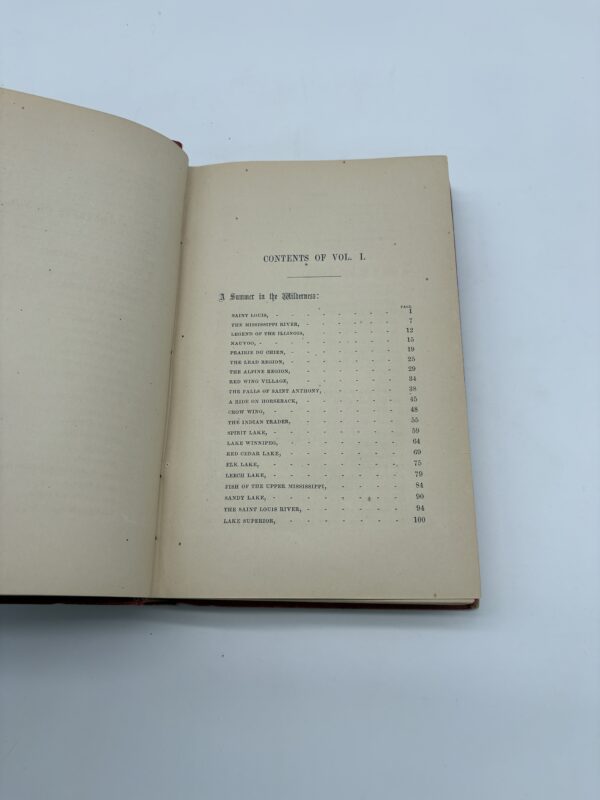 CONTENTS OF VOL. I.
A Summer in the Wilderness:
PAGE
SAINT LOUIS, - - - - - - - 1
THE MISSISSIPPI RIVER, - - - - - - 7
LEGEND OF THE ILLINOIS, - - - - - - 12
NAUVOO, - - - - - - - - 15
PRAIRIE DU CHIEN, - - - - - - - 19
THE LEAD REGION, - - - - - - - 25
THE ALPINE REGION, - - - - - - - 29
RED WING VILLAGE, - - - - - - - 34
THE FALLS OF SAINT ANTHONY, - - - - - 38
A RIDE ON HORSEBACK, - - - - - - 45
CROW WING, - - - - - - - - 48
THE INDIAN TRADER, - - - - - - - 55
SPIRIT LAKE, - - - - - - - - 59
LAKE WINNIPEG, - - - - - - - 64
RED CEDAR LAKE, - - - - - - - 69
ELK LAKE, - - - - - - - - 75
LEECH LAKE, - - - - - - - - 79
FISH OF THE UPPER MISSISSIPPI, - - - - - 84
SANDY LAKE, - - - - - - - - 90
THE SAINT LOUIS RIVER, - - - - - - 94
LAKE SUPERIOR, - - - - - - - 100